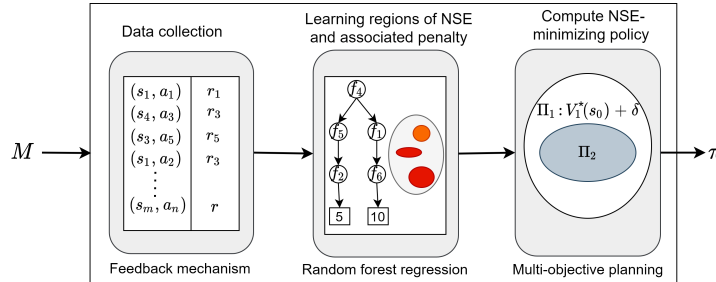 Data collection
Learning regions of NSE
and associated penalty
Compute NSE-
minimizing policy
M
(s₁, a₁) r₁
(s₄, a₃) r₃
(s₃, a₅) r₅
(s₁, a₂) r₃
⋮
(sₘ, aₙ) r
f₄
f₅ f₁
f₂ f₆
5 10
Π₁ : V₁*(s₀) + δ
Π₂
Feedback mechanism
Random forest regression
Multi-objective planning